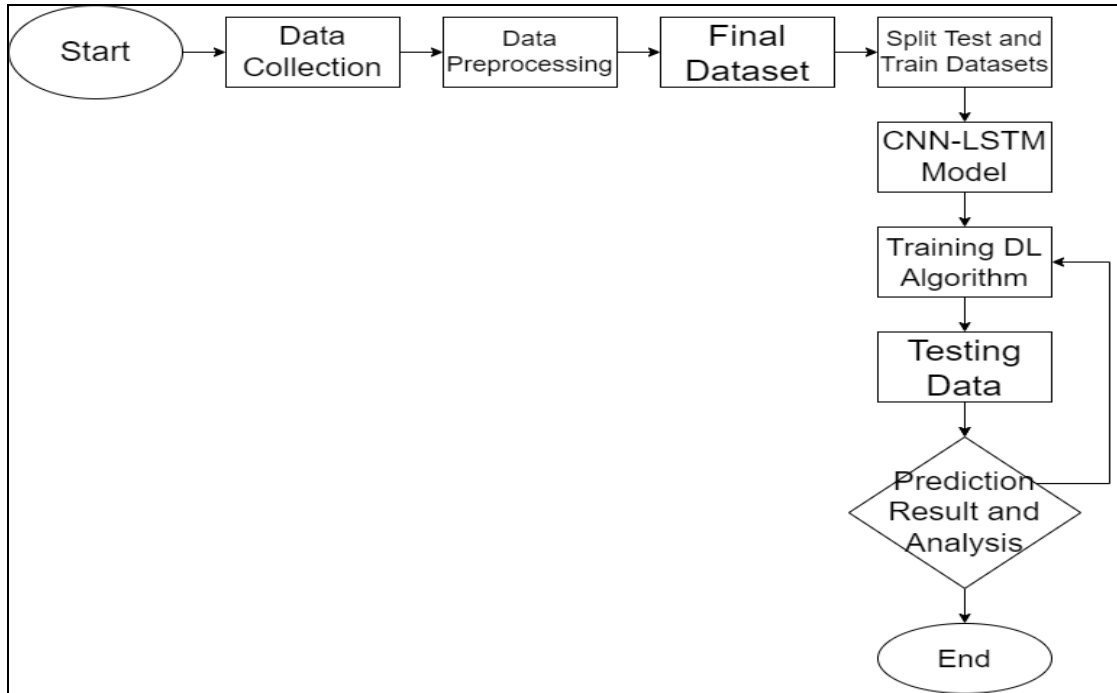 Start
Data
Collection
Data
Preprocessing
Final
Dataset
Split Test and
Train Datasets
CNN-LSTM
Model
Training DL
Algorithm
Testing
Data
Prediction
Result and
Analysis
End